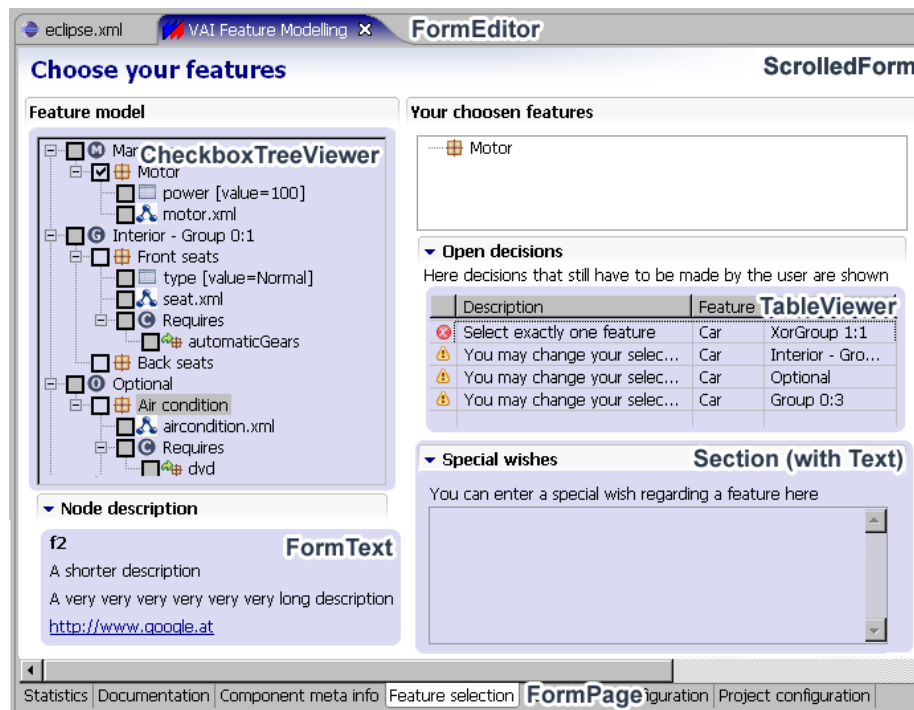 eclipse.xml
VAI Feature Modelling
FormEditor
Choose your features
ScrolledForm
Feature model
Mar
CheckboxTreeViewer
Motor
power [value=100]
motor.xml
Interior - Group 0:1
Front seats
type [value=Normal]
seat.xml
Requires
automaticGears
Back seats
Optional
Air condition
aircondition.xml
Requires
dvd
Node description
f2
FormText
A shorter description
A very very very very very very long description
http://www.google.at
Your choosen features
Motor
Open decisions
Here decisions that still have to be made by the user are shown
Description Feature TableViewer
Select exactly one feature Car XorGroup 1:1
You may change your selec... Car Interior - Gro...
You may change your selec... Car Optional
You may change your selec... Car Group 0:3
Special wishes
Section (with Text)
You can enter a special wish regarding a feature here
Statistics Documentation Component meta info Feature selection FormPage iguration Project configuration